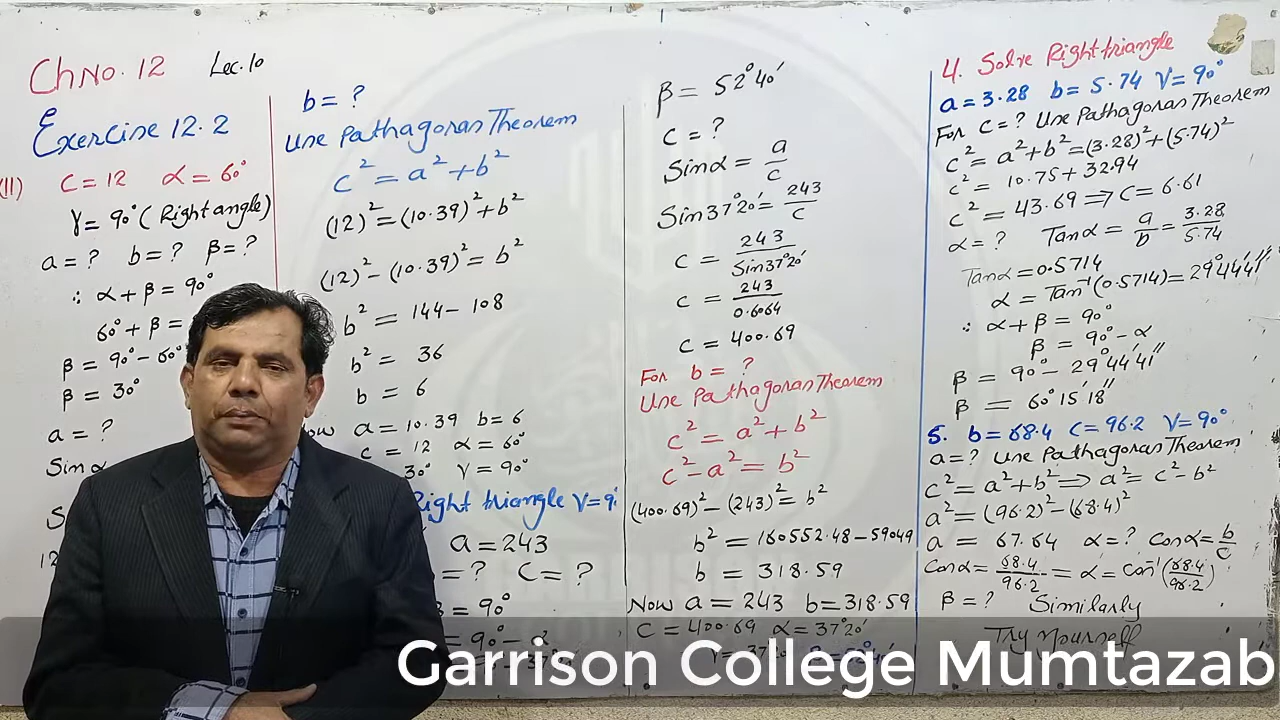 Ch No. 12 Lec. 10
Exercise 12.2
(II) C = 12 α = 60°
γ = 90° (Right angle)
a = ? b = ? β = ?
∴ α + β = 90°
60° + β =
β = 90° - 60°
β = 30°
a = ?
Sin α
12
b = ?
Use Pathagoran Theorem
c² = a² + b²
(12)² = (10.39)² + b²
(12)² - (10.39)² = b²
b² = 144 - 108
b² = 36
b = 6
Now a = 10.39 b = 6
c = 12 α = 60°
30° γ = 90°
Right triangle γ = 90°
a = 243
= ? C = ?
= 90°
= 90° - α
β = 52°40′
C = ?
Sin α = a/c
Sin 37°20′ = 243/c
c = 243/Sin 37°20′
c = 243/0.6064
c = 400.69
For b = ?
Use Pathagoran Theorem
c² = a² + b²
c² - a² = b²
(400.69)² - (243)² = b²
b² = 160552.48 - 59049
b = 318.59
Now a = 243 b = 318.59
C = 400.69 α = 37°20′
4. Solve Right triangle
a = 3.28 b = 5.74 γ = 90°
For C = ? Use Pathagoran Theorem
c² = a² + b² = (3.28)² + (5.74)²
c² = 10.75 + 32.94
c² = 43.69 ⇒ C = 6.61
α = ? Tan α = a/b = 3.28/5.74
Tan α = 0.5714
α = Tan⁻¹(0.5714) = 29°44′41″
∴ α + β = 90°
β = 90° - α
β = 90° - 29°44′41″
β = 60°15′18″
5. b = 68.4 C = 96.2 γ = 90°
a = ? Use Pathagoran Theorem
c² = a² + b² ⇒ a² = c² - b²
a² = (96.2)² - (68.4)²
a = 67.64 α = ? Cos α = b/c
Cos α = 68.4/96.2 = α = Cos⁻¹(68.4/96.2)
β = ? Similarly
Try yourself
Garrison College Mumtazab